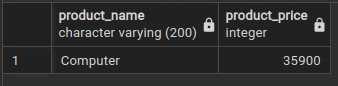 product_name product_price
character varying (200) integer
1 Computer 35900